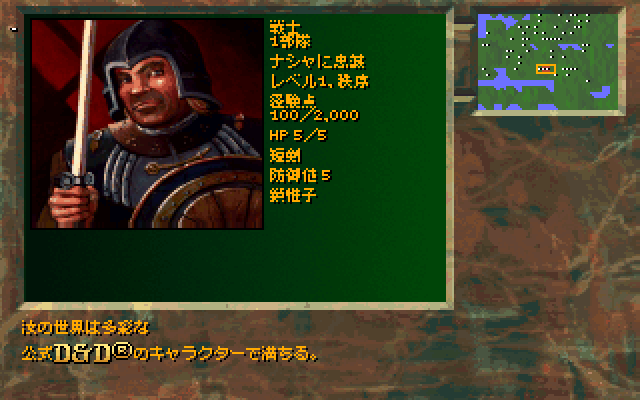 戦士
1部隊
ナシャに忠誠
レベル1, 秩序
経験点
100/2,000
HP 5/5
短剣
防御値 5
鎖帷子
汝の世界は多彩な
公式D&D®のキャラクターで満ちる。